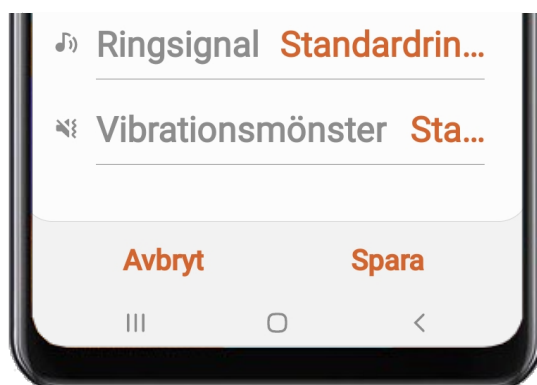 Ringsignal Standardrin...
Vibrationsmönster Sta...
Avbryt Spara